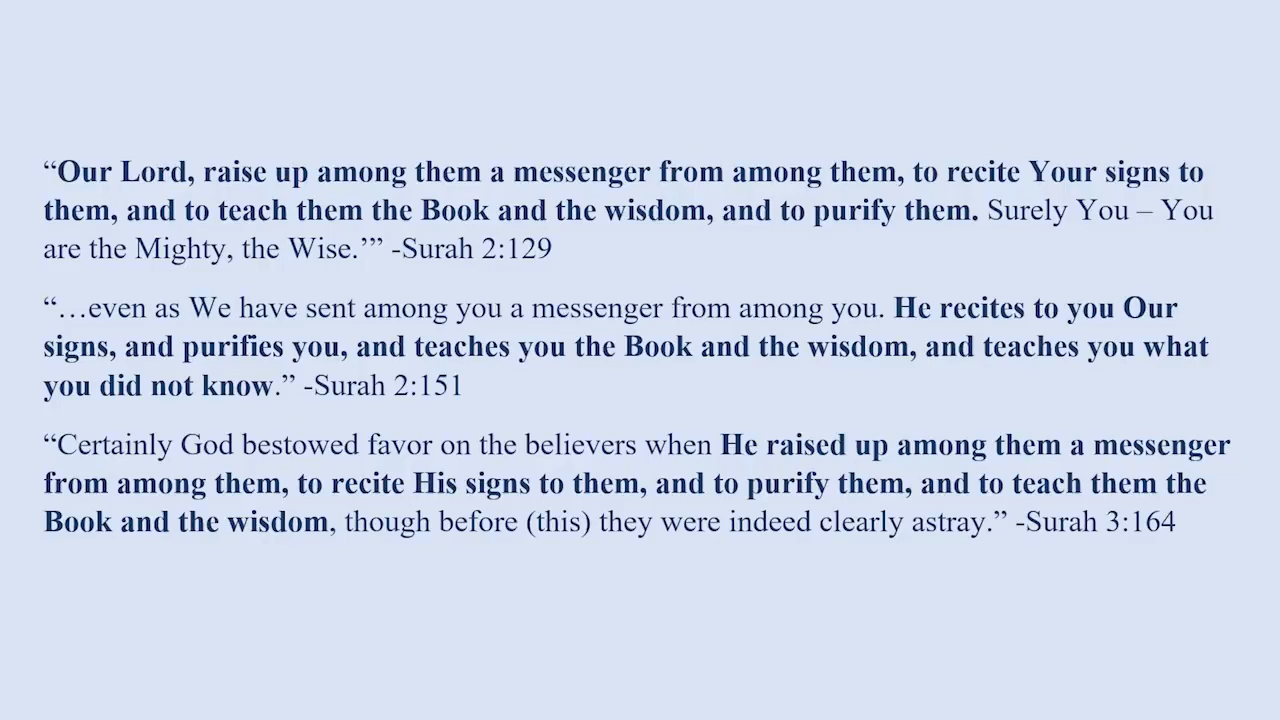 “Our Lord, raise up among them a messenger from among them, to recite Your signs to
them, and to teach them the Book and the wisdom, and to purify them. Surely You – You
are the Mighty, the Wise.’” -Surah 2:129
“…even as We have sent among you a messenger from among you. He recites to you Our
signs, and purifies you, and teaches you the Book and the wisdom, and teaches you what
you did not know.” -Surah 2:151
“Certainly God bestowed favor on the believers when He raised up among them a messenger
from among them, to recite His signs to them, and to purify them, and to teach them the
Book and the wisdom, though before (this) they were indeed clearly astray.” -Surah 3:164